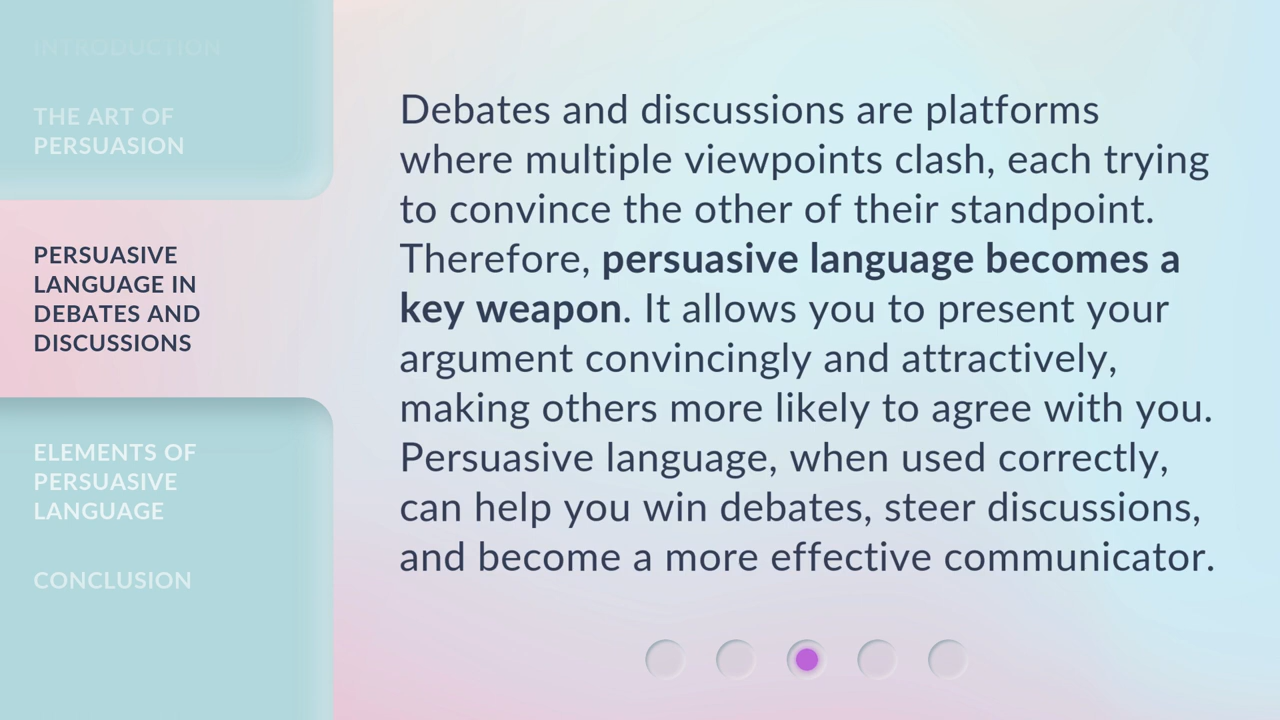 INTRODUCTION
THE ART OF
PERSUASION
PERSUASIVE
LANGUAGE IN
DEBATES AND
DISCUSSIONS
ELEMENTS OF
PERSUASIVE
LANGUAGE
CONCLUSION
Debates and discussions are platforms
where multiple viewpoints clash, each trying
to convince the other of their standpoint.
Therefore, persuasive language becomes a
key weapon. It allows you to present your
argument convincingly and attractively,
making others more likely to agree with you.
Persuasive language, when used correctly,
can help you win debates, steer discussions,
and become a more effective communicator.